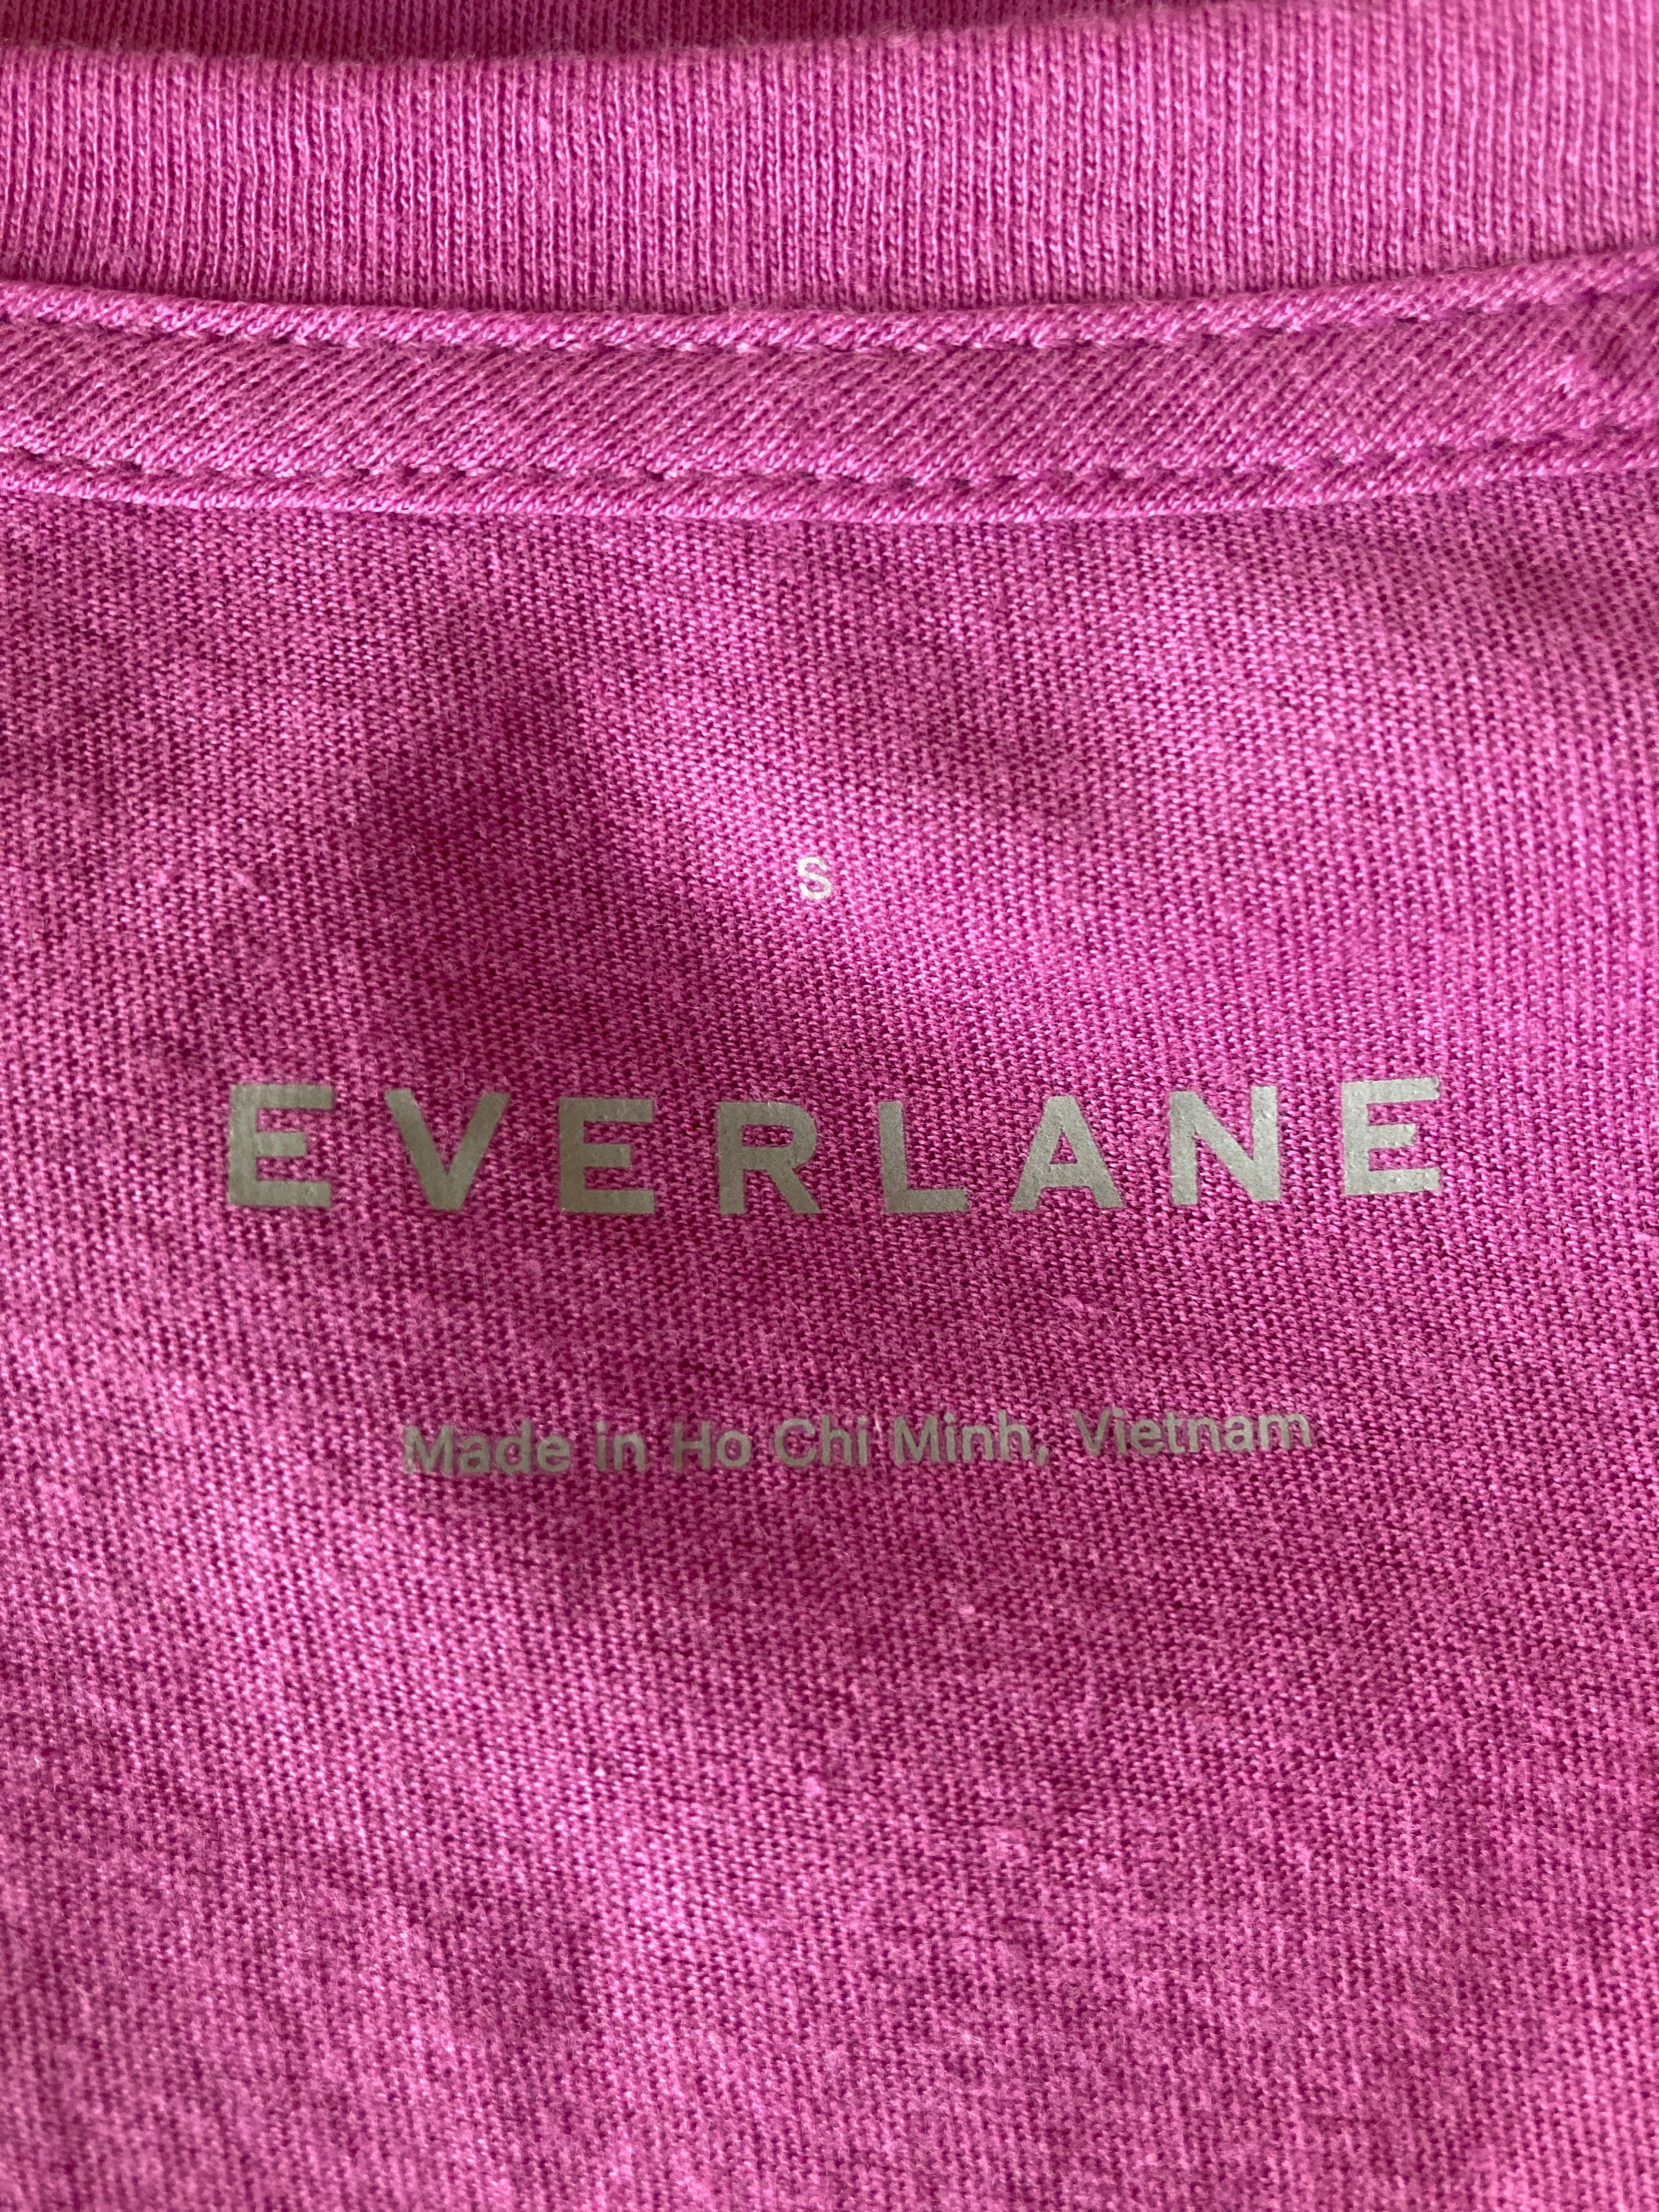 S
EVERLANE
Made in Ho Chi Minh, Vietnam